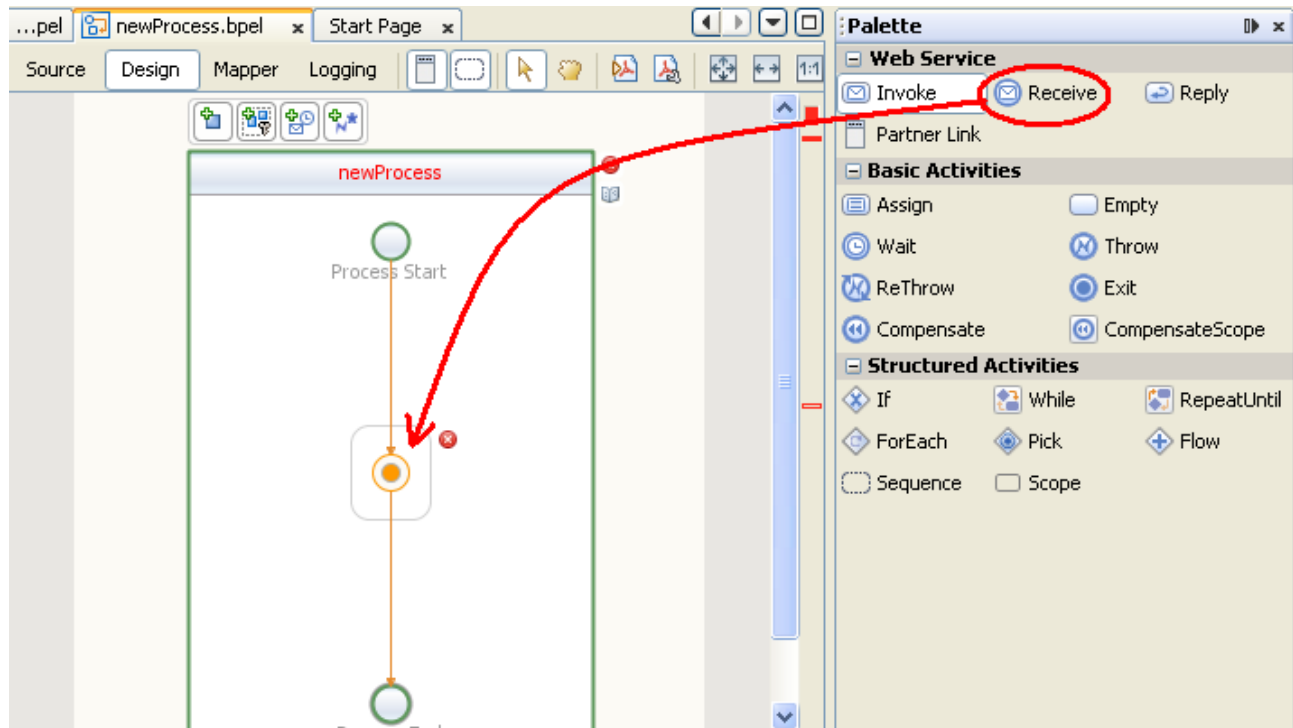 ...pel newProcess.bpel x Start Page x
Source Design Mapper Logging 1:1
newProcess
Process Start
Palette
Web Service
Invoke Receive Reply
Partner Link
Basic Activities
Assign Empty
Wait Throw
ReThrow Exit
Compensate CompensateScope
Structured Activities
If While RepeatUntil
ForEach Pick Flow
Sequence Scope